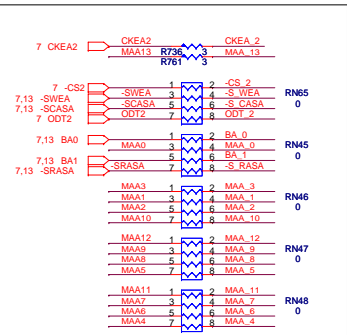 CKEA2 CKEA_2
7 CKEA2
MAA13 R736 3 MAA_13
R761 3
7 -CS2 1 2 -CS_2
7,13 -SWEA -SWEA 3 4 -S_WEA RN65
7,13 -SCASA -SCASA 5 6 -S_CASA 0
7 ODT2 ODT2 7 8 ODT_2
7,13 BA0 1 2 BA_0
MAA0 3 4 MAA_0 RN45
7,13 BA1 5 6 BA_1 0
7,13 -SRASA -SRASA 7 8 -S_RASA
MAA3 1 2 MAA_3
MAA1 3 4 MAA_1 RN46
MAA2 5 6 MAA_2 0
MAA10 7 8 MAA_10
MAA12 1 2 MAA_12
MAA9 3 4 MAA_9 RN47
MAA8 5 6 MAA_8 0
MAA5 7 8 MAA_5
MAA11 1 2 MAA_11
MAA7 3 4 MAA_7 RN48
MAA6 5 6 MAA_6 0
MAA4 7 8 MAA_4